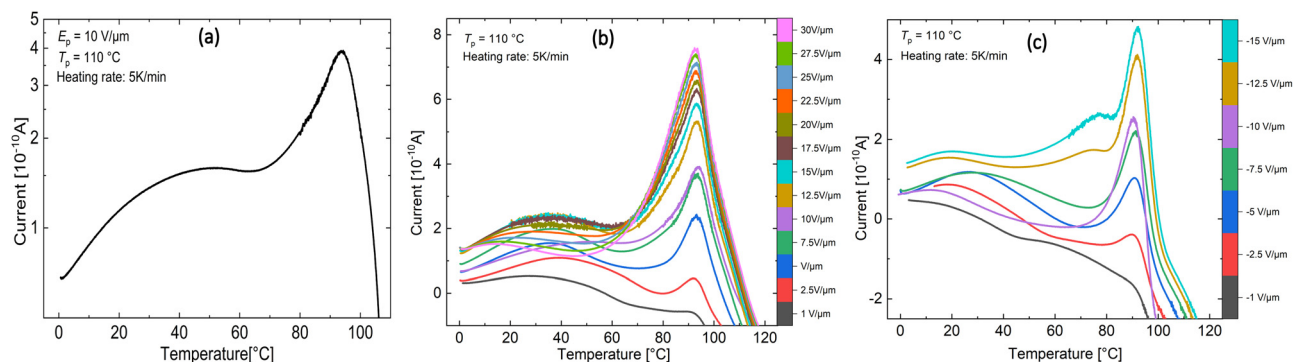 (a)
E_p = 10 V/µm
T_p = 110 °C
Heating rate: 5K/min
5
4
3
2
1
Current [10⁻¹⁰A]
0 20 40 60 80 100
Temperature[°C]
(b)
T_p = 110 °C
Heating rate: 5K/min
8
6
4
2
0
Current [10⁻¹⁰A]
0 20 40 60 80 100 120
Temperature [°C]
30V/µm
27.5V/µm
25V/µm
22.5V/µm
20V/µm
17.5V/µm
15V/µm
12.5V/µm
10V/µm
7.5V/µm
V/µm
2.5V/µm
1 V/µm
(c)
T_p = 110 °C
Heating rate: 5K/min
4
2
0
-2
Current [10⁻¹⁰A]
0 20 40 60 80 100 120
Temperature [°C]
-15 V/µm
-12.5 V/µm
-10 V/µm
-7.5 V/µm
-5 V/µm
-2.5 V/µm
-1 V/µm